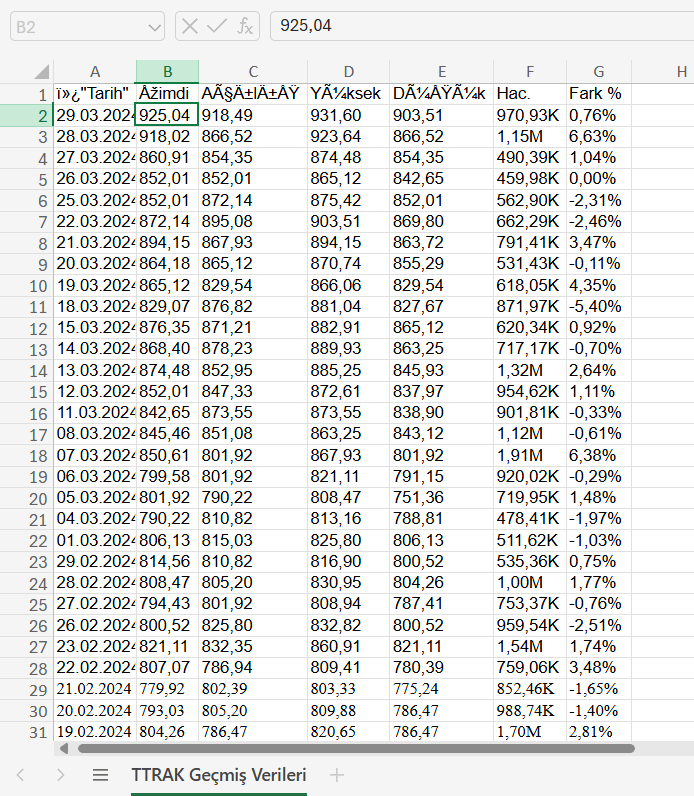 B2 fx 925,04
A B C D E F G H
1 ï»¿"Tarih" Åžimdi AÃ§Ä±lÄ±ÅŸ YÃ¼ksek DÃ¼ÅŸÃ¼k Hac. Fark %
2 29.03.2024 925,04 918,49 931,60 903,51 970,93K 0,76%
3 28.03.2024 918,02 866,52 923,64 866,52 1,15M 6,63%
4 27.03.2024 860,91 854,35 874,48 854,35 490,39K 1,04%
5 26.03.2024 852,01 852,01 865,12 842,65 459,98K 0,00%
6 25.03.2024 852,01 872,14 875,42 852,01 562,90K -2,31%
7 22.03.2024 872,14 895,08 903,51 869,80 662,29K -2,46%
8 21.03.2024 894,15 867,93 894,15 863,72 791,41K 3,47%
9 20.03.2024 864,18 865,12 870,74 855,29 531,43K -0,11%
10 19.03.2024 865,12 829,54 866,06 829,54 618,05K 4,35%
11 18.03.2024 829,07 876,82 881,04 827,67 871,97K -5,40%
12 15.03.2024 876,35 871,21 882,91 865,12 620,34K 0,92%
13 14.03.2024 868,40 878,23 889,93 863,25 717,17K -0,70%
14 13.03.2024 874,48 852,95 885,25 845,93 1,32M 2,64%
15 12.03.2024 852,01 847,33 872,61 837,97 954,62K 1,11%
16 11.03.2024 842,65 873,55 873,55 838,90 901,81K -0,33%
17 08.03.2024 845,46 851,08 863,25 843,12 1,12M -0,61%
18 07.03.2024 850,61 801,92 867,93 801,92 1,91M 6,38%
19 06.03.2024 799,58 801,92 821,11 791,15 920,02K -0,29%
20 05.03.2024 801,92 790,22 808,47 751,36 719,95K 1,48%
21 04.03.2024 790,22 810,82 813,16 788,81 478,41K -1,97%
22 01.03.2024 806,13 815,03 825,80 806,13 511,62K -1,03%
23 29.02.2024 814,56 810,82 816,90 800,52 535,36K 0,75%
24 28.02.2024 808,47 805,20 830,95 804,26 1,00M 1,77%
25 27.02.2024 794,43 801,92 808,94 787,41 753,37K -0,76%
26 26.02.2024 800,52 825,80 832,82 800,52 959,54K -2,51%
27 23.02.2024 821,11 832,35 860,91 821,11 1,54M 1,74%
28 22.02.2024 807,07 786,94 809,41 780,39 759,06K 3,48%
29 21.02.2024 779,92 802,39 803,33 775,24 852,46K -1,65%
30 20.02.2024 793,03 805,20 809,88 786,47 988,74K -1,40%
31 19.02.2024 804,26 786,47 820,65 786,47 1,70M 2,81%
TTRAK Geçmiş Verileri